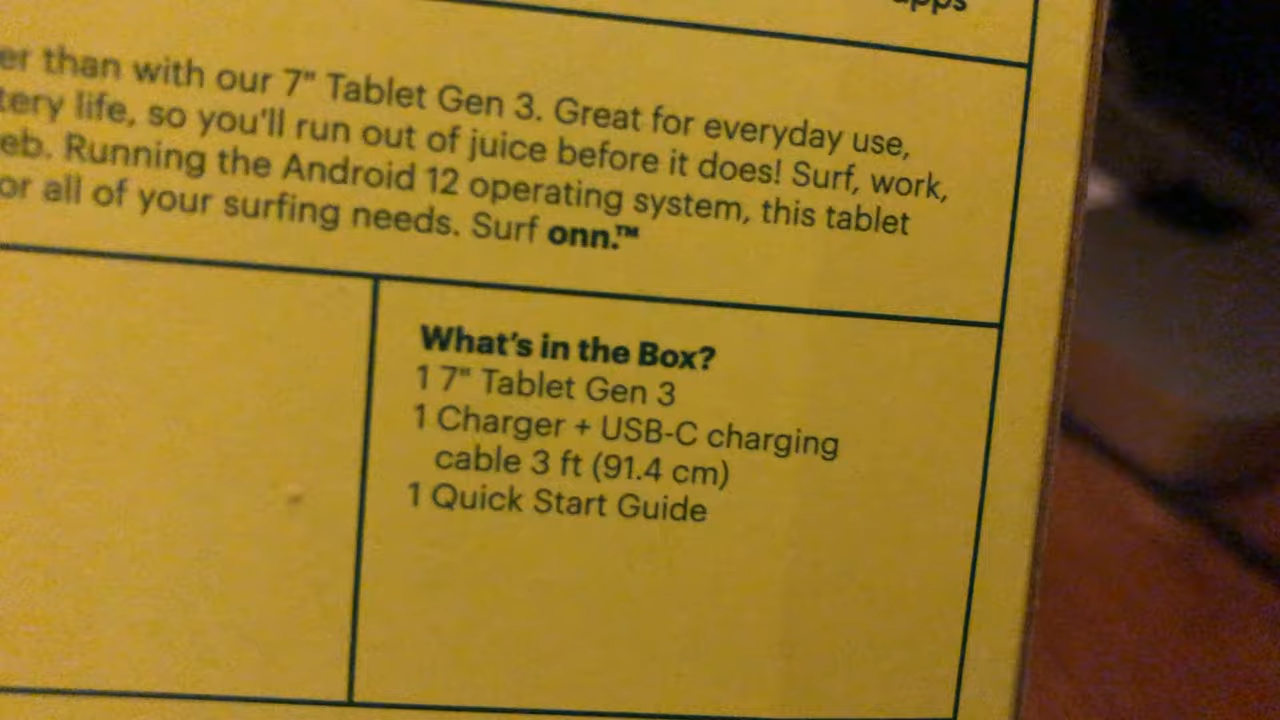 apps
er than with our 7" Tablet Gen 3. Great for everyday use,
tery life, so you'll run out of juice before it does! Surf, work,
eb. Running the Android 12 operating system, this tablet
or all of your surfing needs. Surf onn.™
What's in the Box?
1 7" Tablet Gen 3
1 Charger + USB-C charging
cable 3 ft (91.4 cm)
1 Quick Start Guide